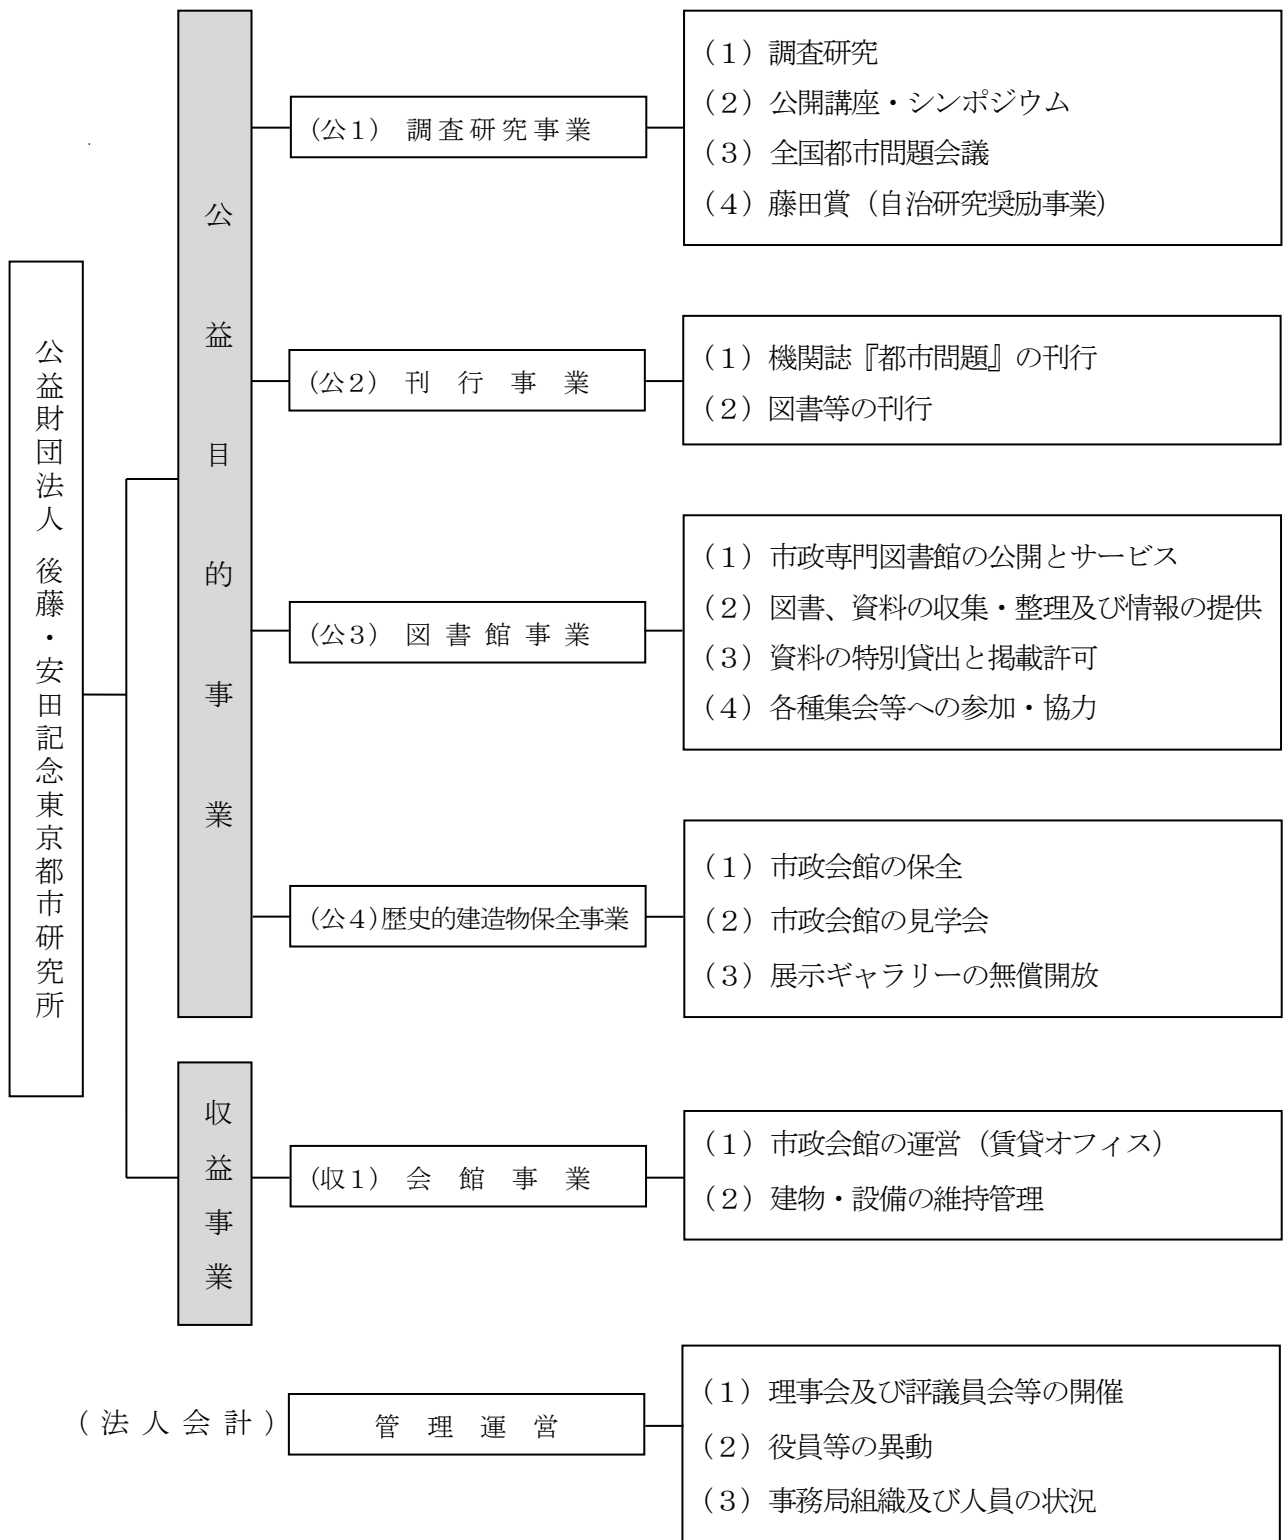 公益財団法人 後藤・安田記念東京都市研究所
公益目的事業
(公1) 調査研究事業
(1)調査研究
(2)公開講座・シンポジウム
(3)全国都市問題会議
(4)藤田賞(自治研究奨励事業)
(公2) 刊行事業
(1)機関誌『都市問題』の刊行
(2)図書等の刊行
(公3) 図書館事業
(1)市政専門図書館の公開とサービス
(2)図書、資料の収集・整理及び情報の提供
(3)資料の特別貸出と掲載許可
(4)各種集会等への参加・協力
(公4)歴史的建造物保全事業
(1)市政会館の保全
(2)市政会館の見学会
(3)展示ギャラリーの無償開放
収益事業
(収1) 会館事業
(1)市政会館の運営(賃貸オフィス)
(2)建物・設備の維持管理
(法人会計)
管理運営
(1)理事会及び評議員会等の開催
(2)役員等の異動
(3)事務局組織及び人員の状況